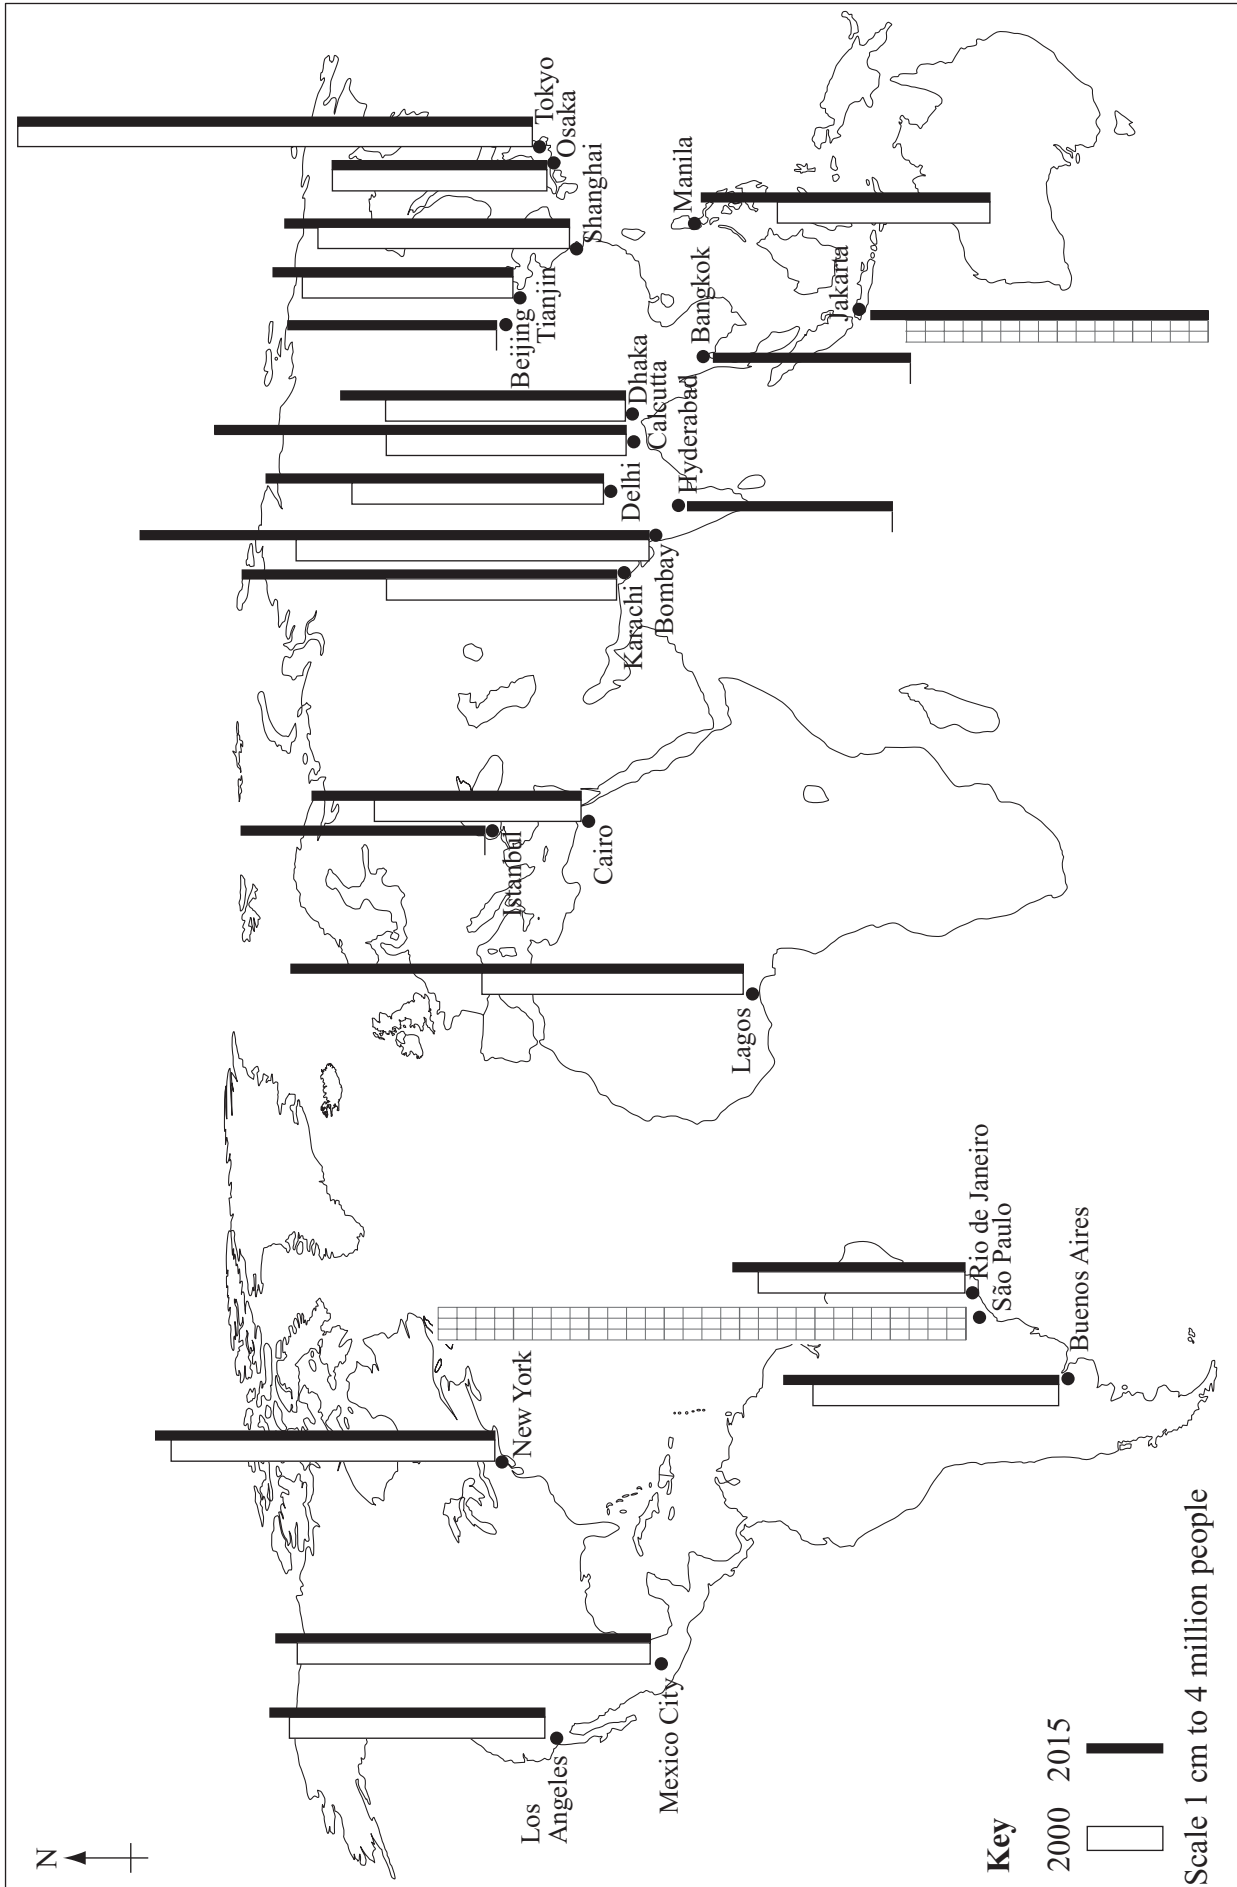 N
Tokyo
Osaka
Shanghai
Beijing
Tianjin
Manila
Bangkok
Jakarta
Dhaka
Calcutta
Hyderabad
Delhi
Bombay
Karachi
Istanbul
Cairo
Lagos
Rio de Janeiro
São Paulo
Buenos Aires
New York
Mexico City
Los
Angeles
Key
2000 2015
Scale 1 cm to 4 million people